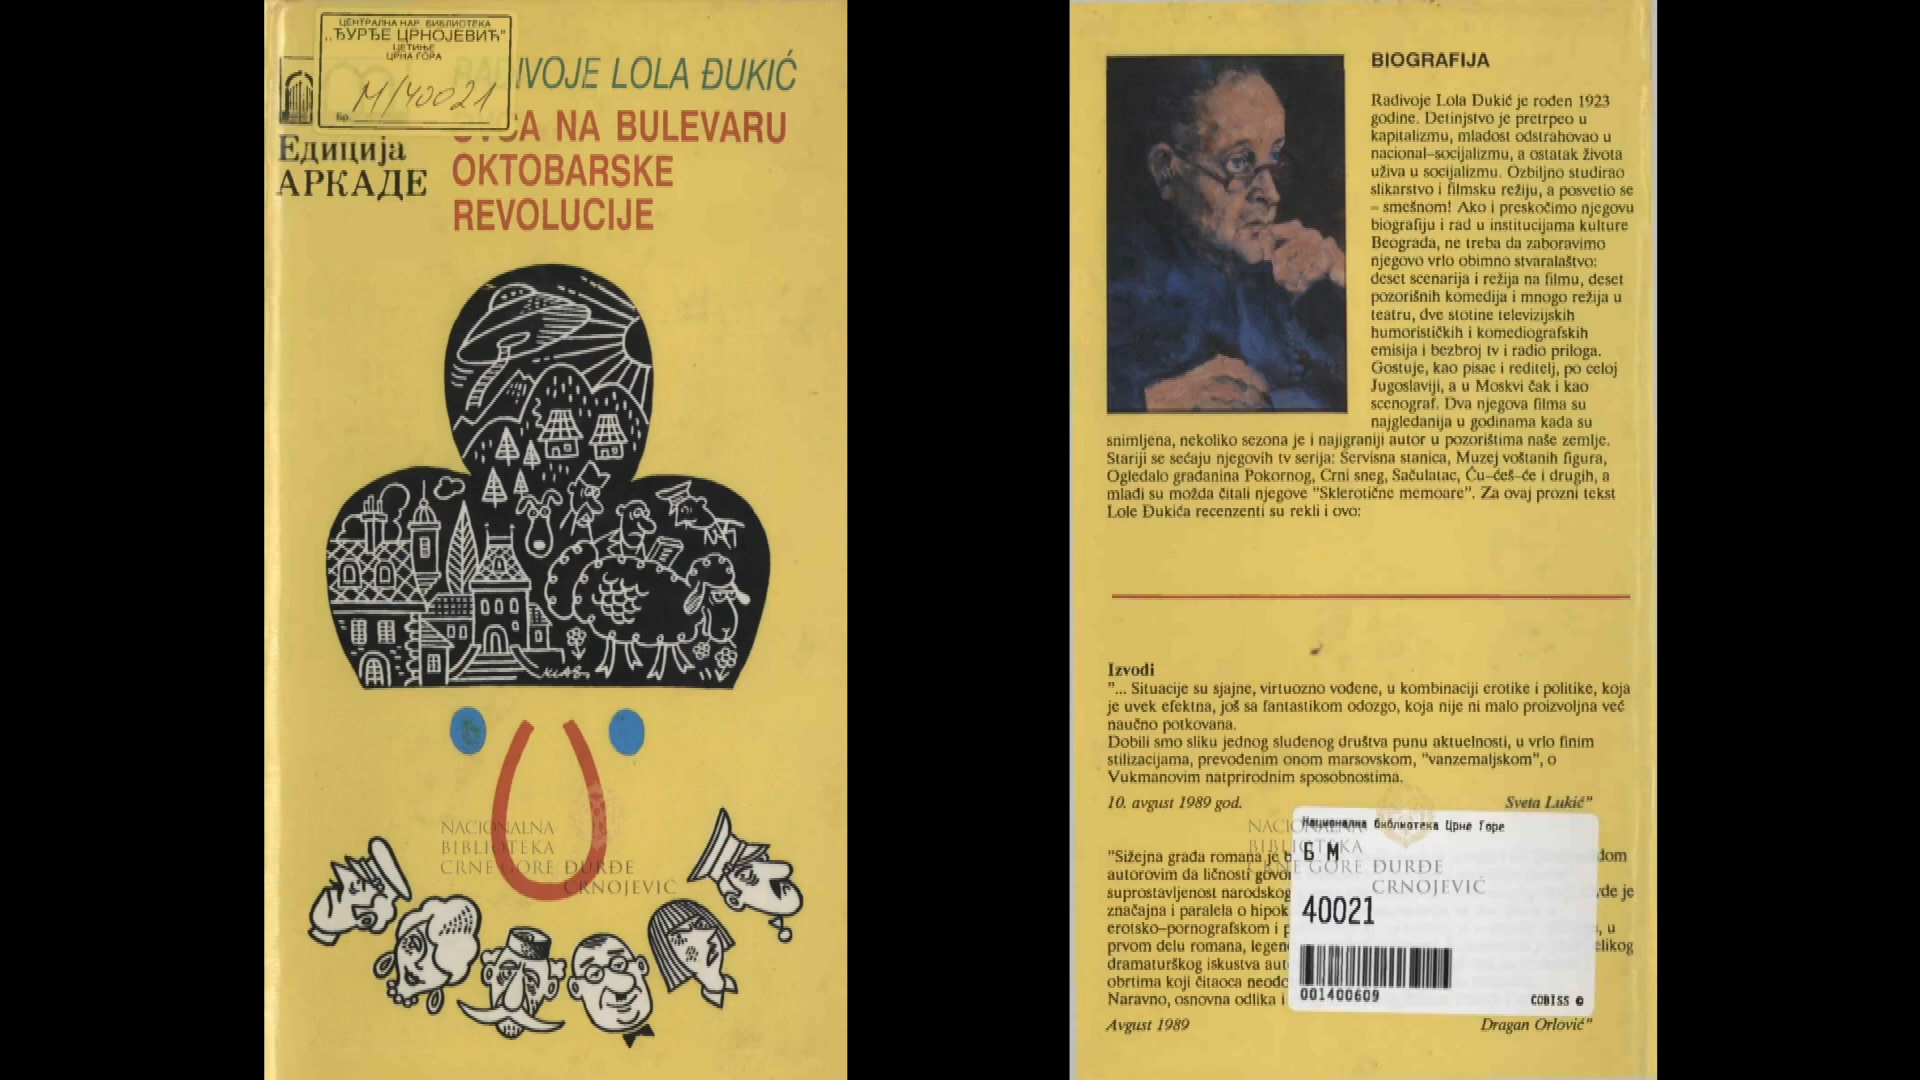 ЦЕНТРАЛНА НАР. БИБЛИОТЕКА
„ЂУРЂЕ ЦРНОЈЕВИЋ"
ЦЕТИЊЕ
ЦРНА ГОРА
M/40021
Бр.
RADIVOJE LOLA ĐUKIĆ
OVCA NA BULEVARU
OKTOBARSKE
REVOLUCIJE
Едиција
АРКАДЕ
KLAS
NACIONALNA
BIBLIOTEKA
CRNE GORE ĐURĐE
CRNOJEVIĆ
BIOGRAFIJA
Radivoje Lola Đukić je rođen 1923
godine. Detinjstvo je pretrpeo u
kapitalizmu, mladost odstrahovao u
nacional–socijalizmu, a ostatak života
uživa u socijalizmu. Ozbiljno studirao
slikarstvo i filmsku režiju, a posvetio se
– smešnom! Ako i preskočimo njegovu
biografiju i rad u institucijama kulture
Beograda, ne treba da zaboravimo
njegovo vrlo obimno stvaralaštvo:
deset scenarija i režija na filmu, deset
pozorišnih komedija i mnogo režija u
teatru, dve stotine televizijskih
humorističkih i komediografskih
emisija i bezbroj tv i radio priloga.
Gostuje, kao pisac i reditelj, po celoj
Jugoslaviji, a u Moskvi čak i kao
scenograf. Dva njegova filma su
najgledanija u godinama kada su
snimljena, nekoliko sezona je i najigraniji autor u pozorištima naše zemlje.
Stariji se sećaju njegovih tv serija: Servisna stanica, Muzej voštanih figura,
Ogledalo građanina Pokornog, Crni sneg, Sačulatac, Ću–ćeš–će i drugih, a
mlađi su možda čitali njegove "Sklerotične memoare". Za ovaj prozni tekst
Lole Đukića recenzenti su rekli i ovo:
Izvodi
"... Situacije su sjajne, virtuozno vođene, u kombinaciji erotike i politike, koja
je uvek efektna, još sa fantastikom odozgo, koja nije ni malo proizvoljna već
naučno potkovana.
Dobili smo sliku jednog sluđenog društva punu aktuelnosti, u vrlo finim
stilizacijama, prevođenim onom marsovskom, "vanzemaljskom", o
Vukmanovim natprirodnim sposobnostima.
10. avgust 1989 god. Sveta Lukić"
"Sižejna građa romana je
autorovim da ličnosti
suprostavljenost narodskog je
značajna i paralela o
erotsko–pornografskom i , u
prvom delu romana,
dramaturškog iskustva
obrtima koji čitaoca
Naravno, osnovna odlika i
Avgust 1989 Dragan Orlović"
NACIONALNA
BIBLIOTEKA
CRNE GORE ĐURĐE
CRNOJEVIĆ
Национална библиотека Црне Горе
Б М
40021
001400609
COBISS ©